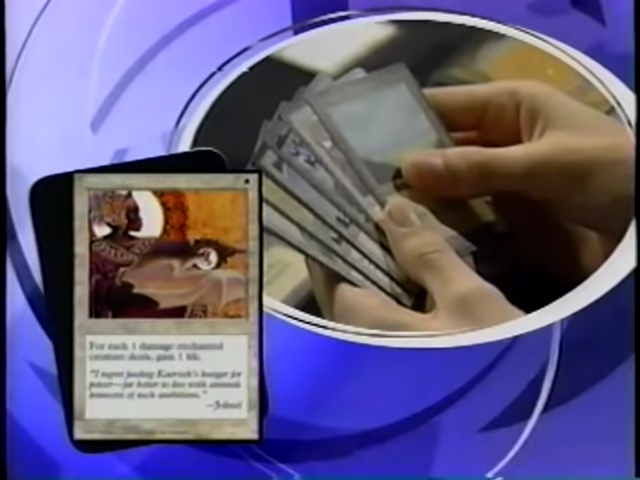 For each 1 damage enchanted
creature deals, gain 1 life.
"I regret feeding Kaervek's hunger for
power—far better to live with animals
innocent of such ambitions."
—Jolrael